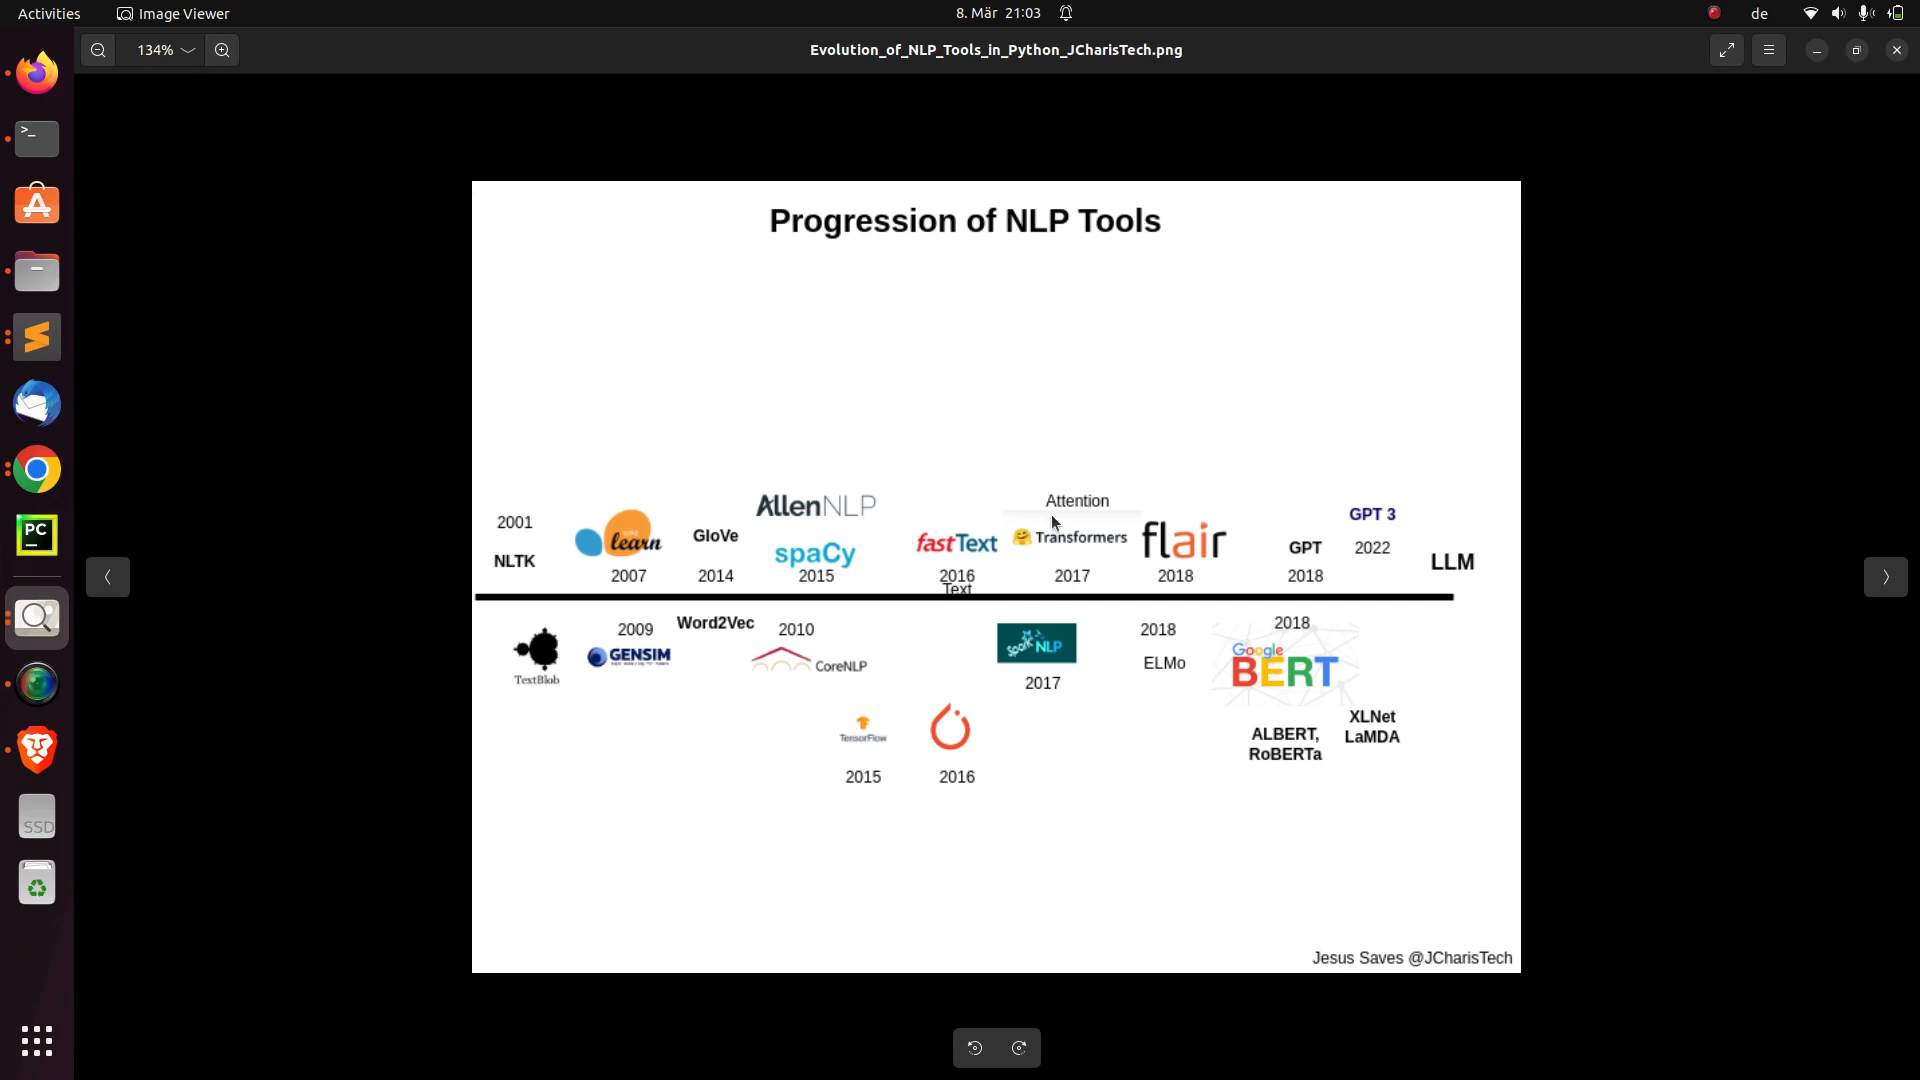 Activities
Image Viewer
8. Mär 21:03
de
134%
Evolution_of_NLP_Tools_in_Python_JCharisTech.png
>_
PC
SSD
Progression of NLP Tools
2001
NLTK
learn
2007
GloVe
2014
AllenNLP
spaCy
2015
fastText
2016
Text
Attention
Transformers
2017
flair
2018
GPT
2018
GPT 3
2022
LLM
TextBlob
2009
GENSIM
Word2Vec
2010
CoreNLP
TensorFlow
2015
2016
Spark NLP
2017
2018
ELMo
2018
Google
BERT
ALBERT,
RoBERTa
XLNet
LaMDA
Jesus Saves @JCharisTech